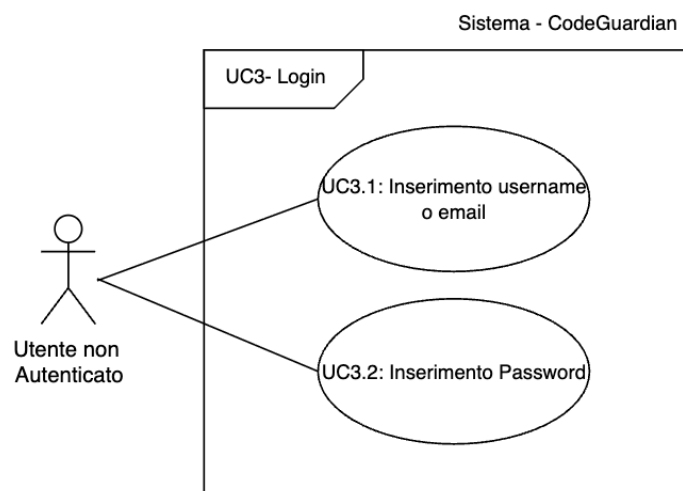 Sistema - CodeGuardian
UC3- Login
UC3.1: Inserimento username
o email
Utente non
Autenticato
UC3.2: Inserimento Password